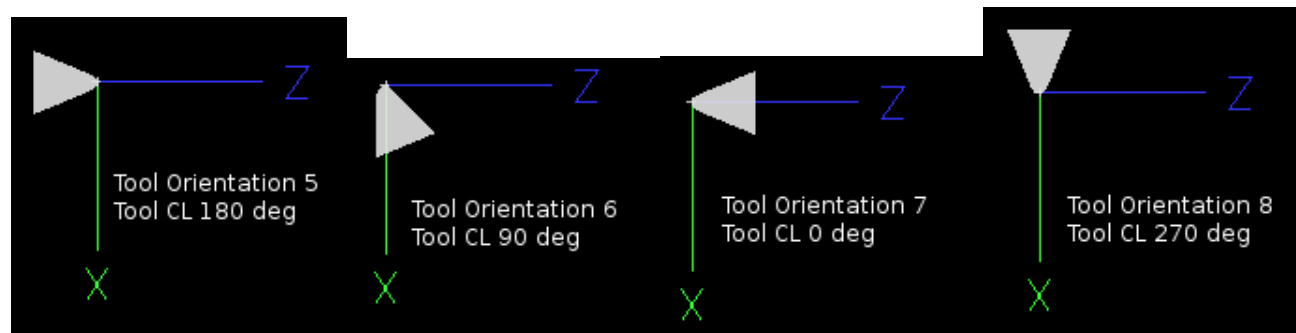 Z
Tool Orientation 5
Tool CL 180 deg
X
Z
Tool Orientation 6
Tool CL 90 deg
X
Z
Tool Orientation 7
Tool CL 0 deg
X
Z
Tool Orientation 8
Tool CL 270 deg
X